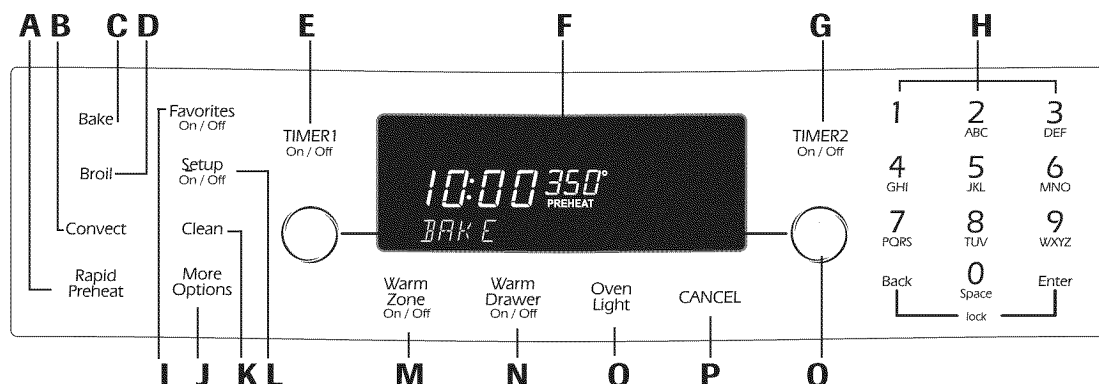 A B C D E F G H
Bake
Favorites
On / Off
TIMER1
On / Off
TIMER2
On / Off
1 2 3
ABC DEF
Broil
Setup
On / Off
10:00 350°
PREHEAT
4 5 6
GHI JKL MNO
Convect
Clean
BAKE
7 8 9
PQRS TUV WXYZ
Rapid
Preheat
More
Options
Warm
Zone
On / Off
Warm
Drawer
On / Off
Oven
Light
CANCEL
Back
0
Space
Enter
lock
I J K L M N O P Q